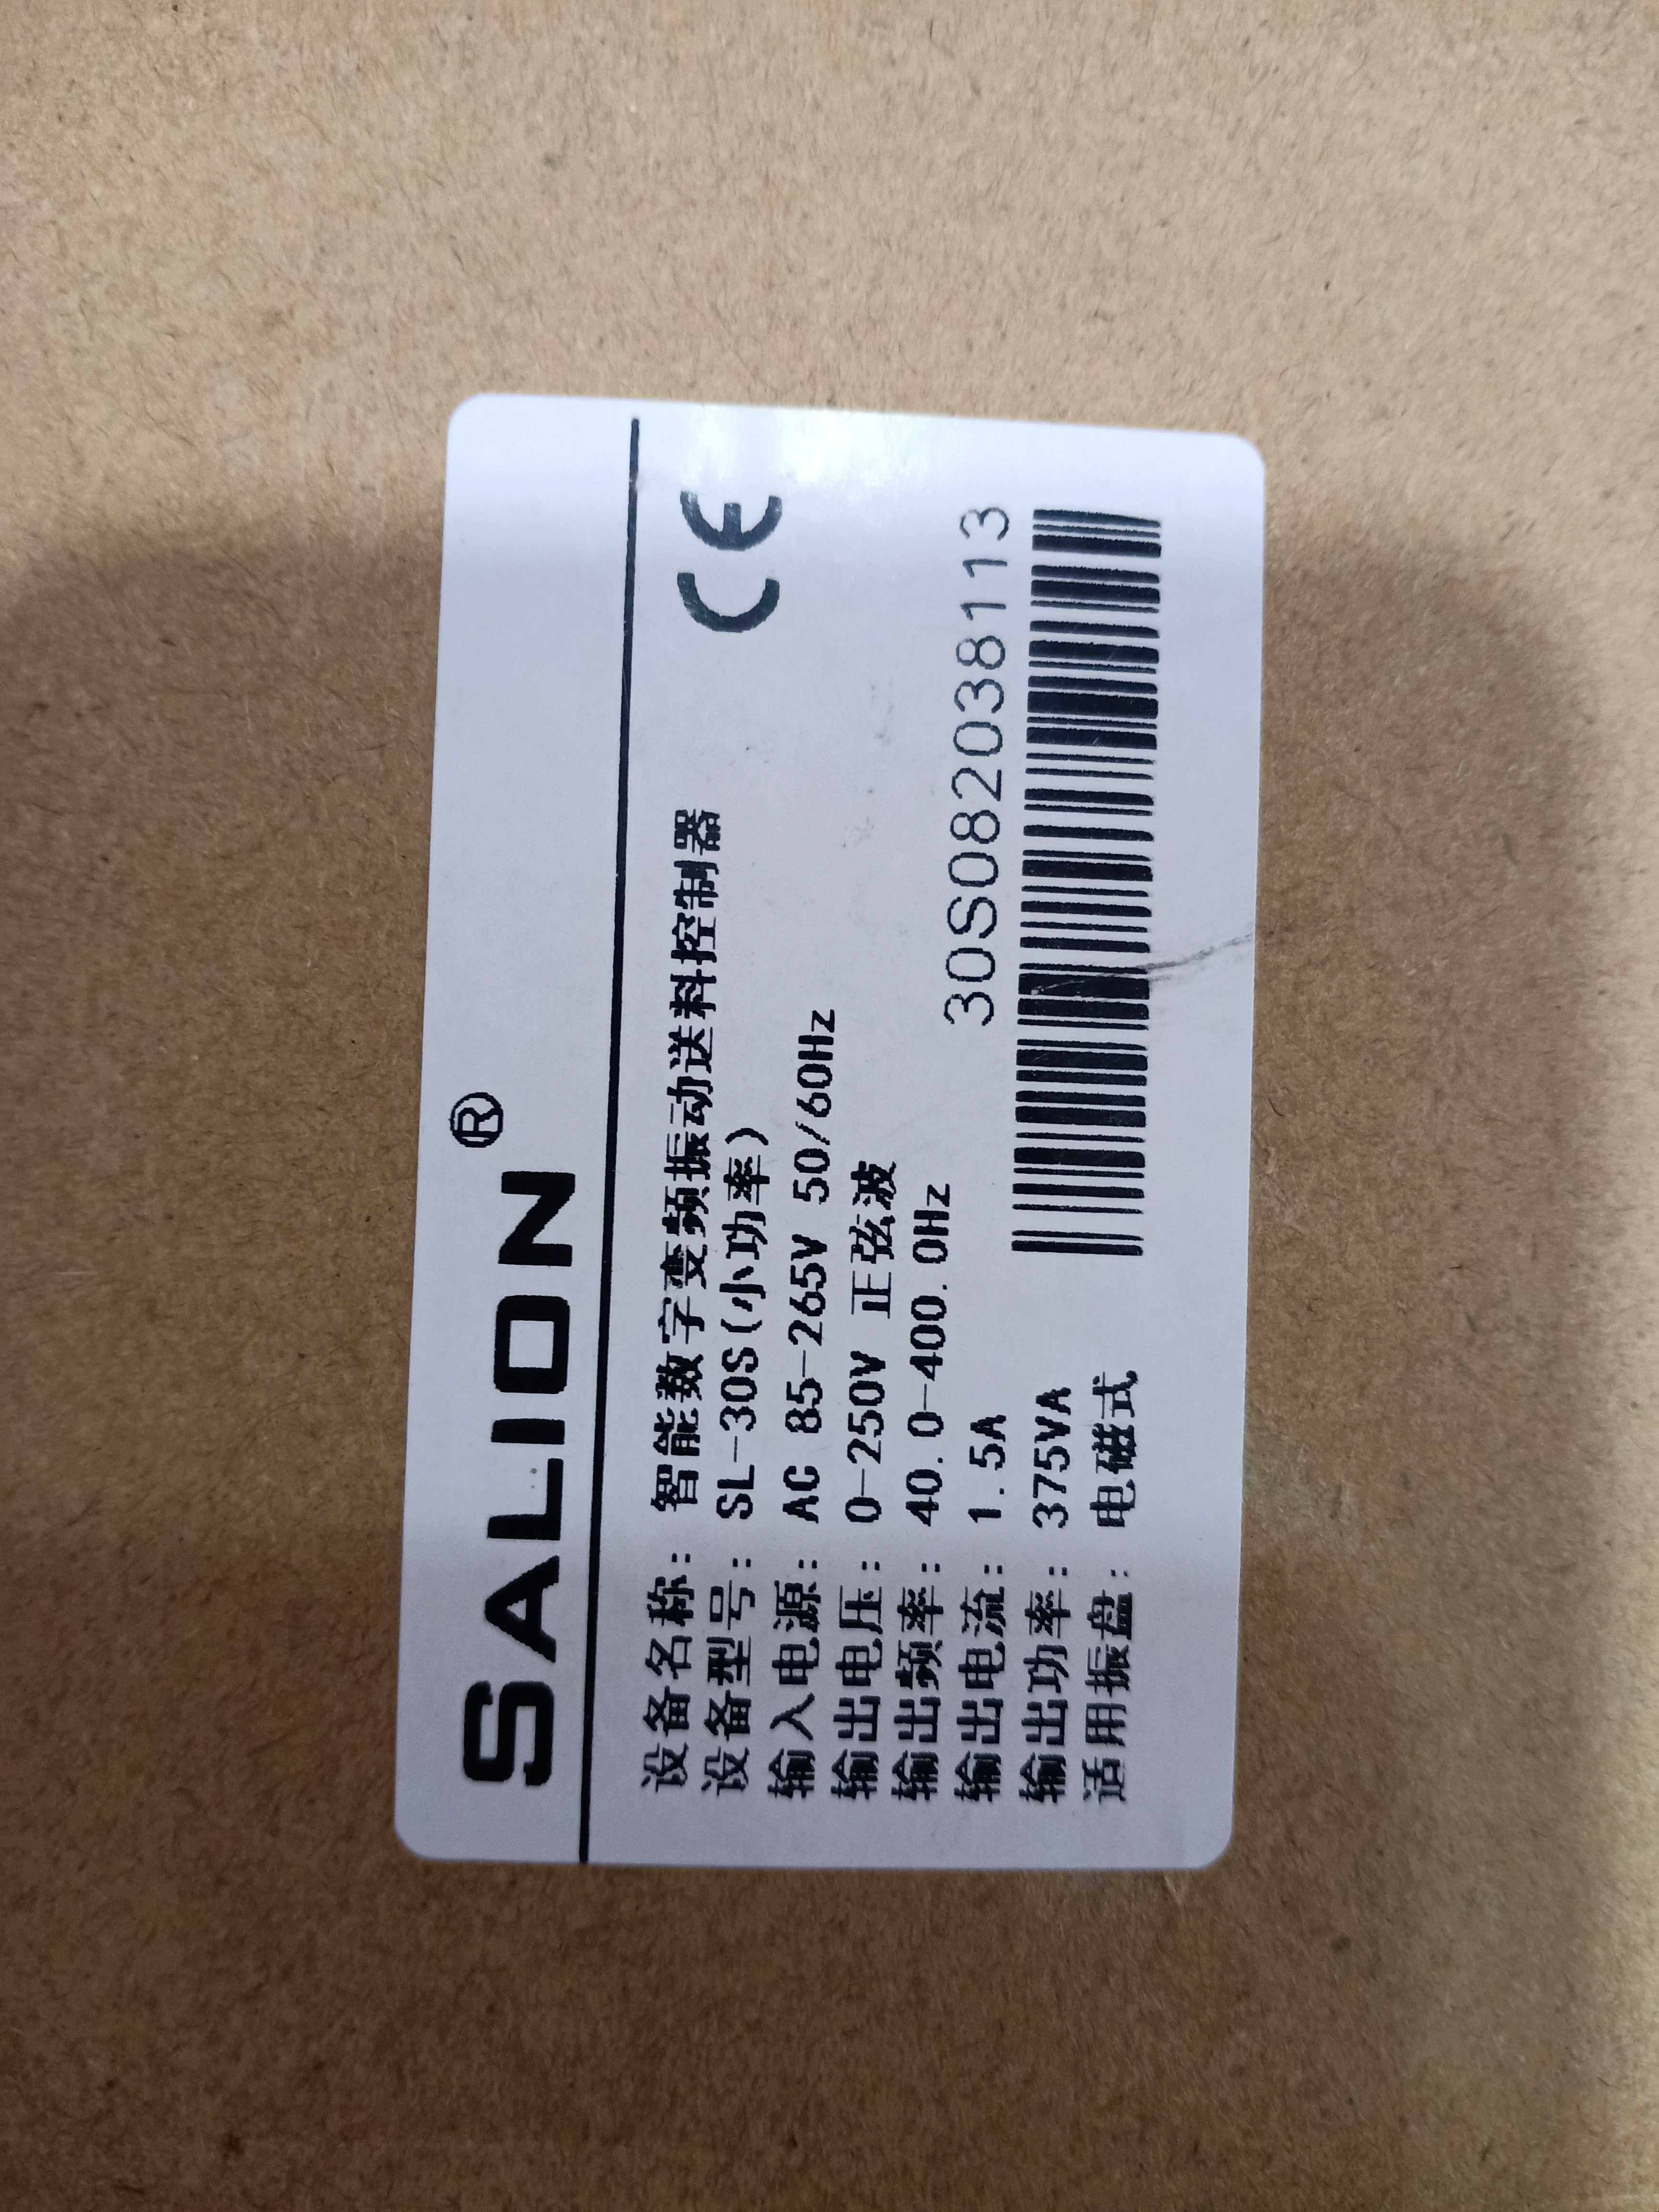 SALION®
设备名称: 智能数字变频振动送料控制器
设备型号: SL-30S(小功率)
输入电源: AC 85-265V 50/60Hz
输出电压: 0-250V 正弦波
输出频率: 40.0-400.0Hz
输出电流: 1.5A
输出功率: 375VA
适用振盘: 电磁式
CE
30S082038113